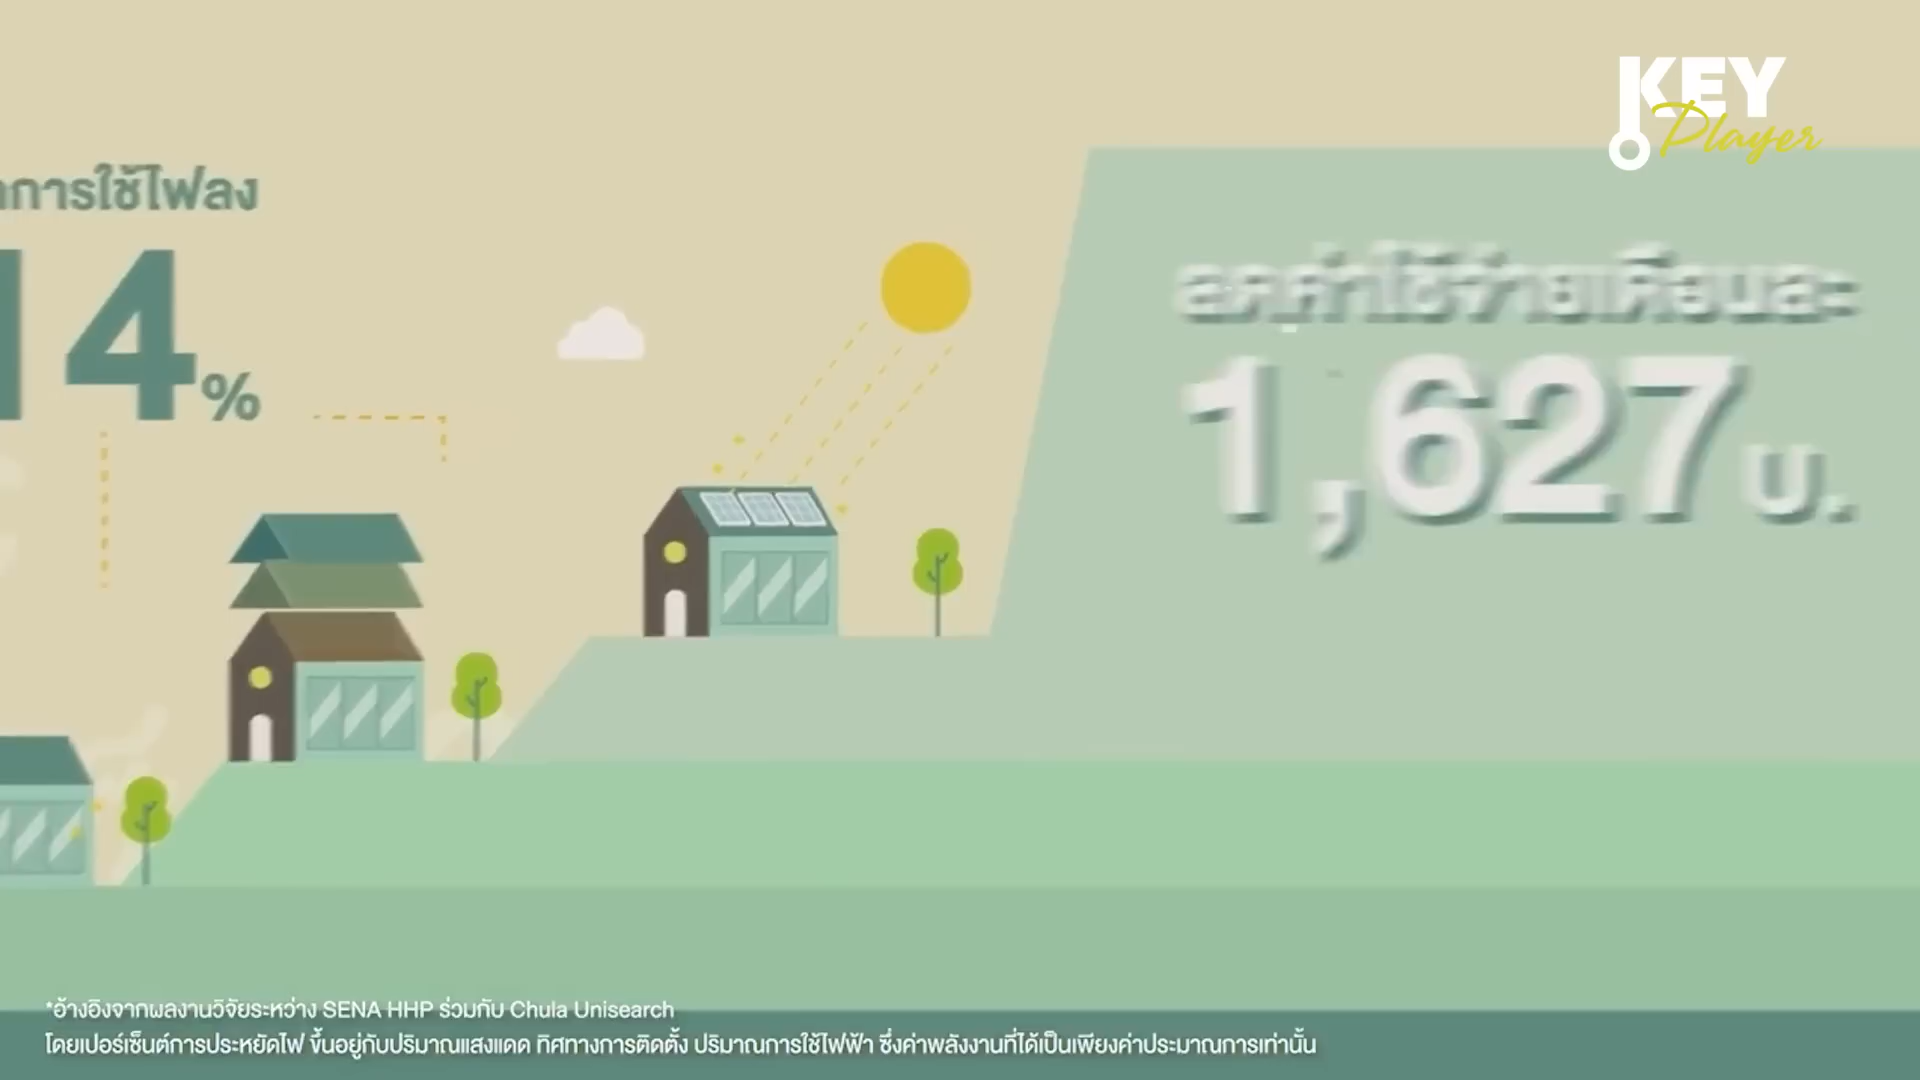 KEY
Player
การใช้ไฟลง
14%
ลดค่าใช้จ่ายเดือนละ
1,627 บ.
*อ้างอิงจากผลงานวิจัยระหว่าง SENA HHP ร่วมกับ Chula Unisearch
โดยเปอร์เซ็นต์การประหยัดไฟ ขึ้นอยู่กับปริมาณแสงแดด ทิศทางการติดตั้ง ปริมาณการใช้ไฟฟ้า ซึ่งค่าพลังงานที่ได้เป็นเพียงค่าประมาณการเท่านั้น